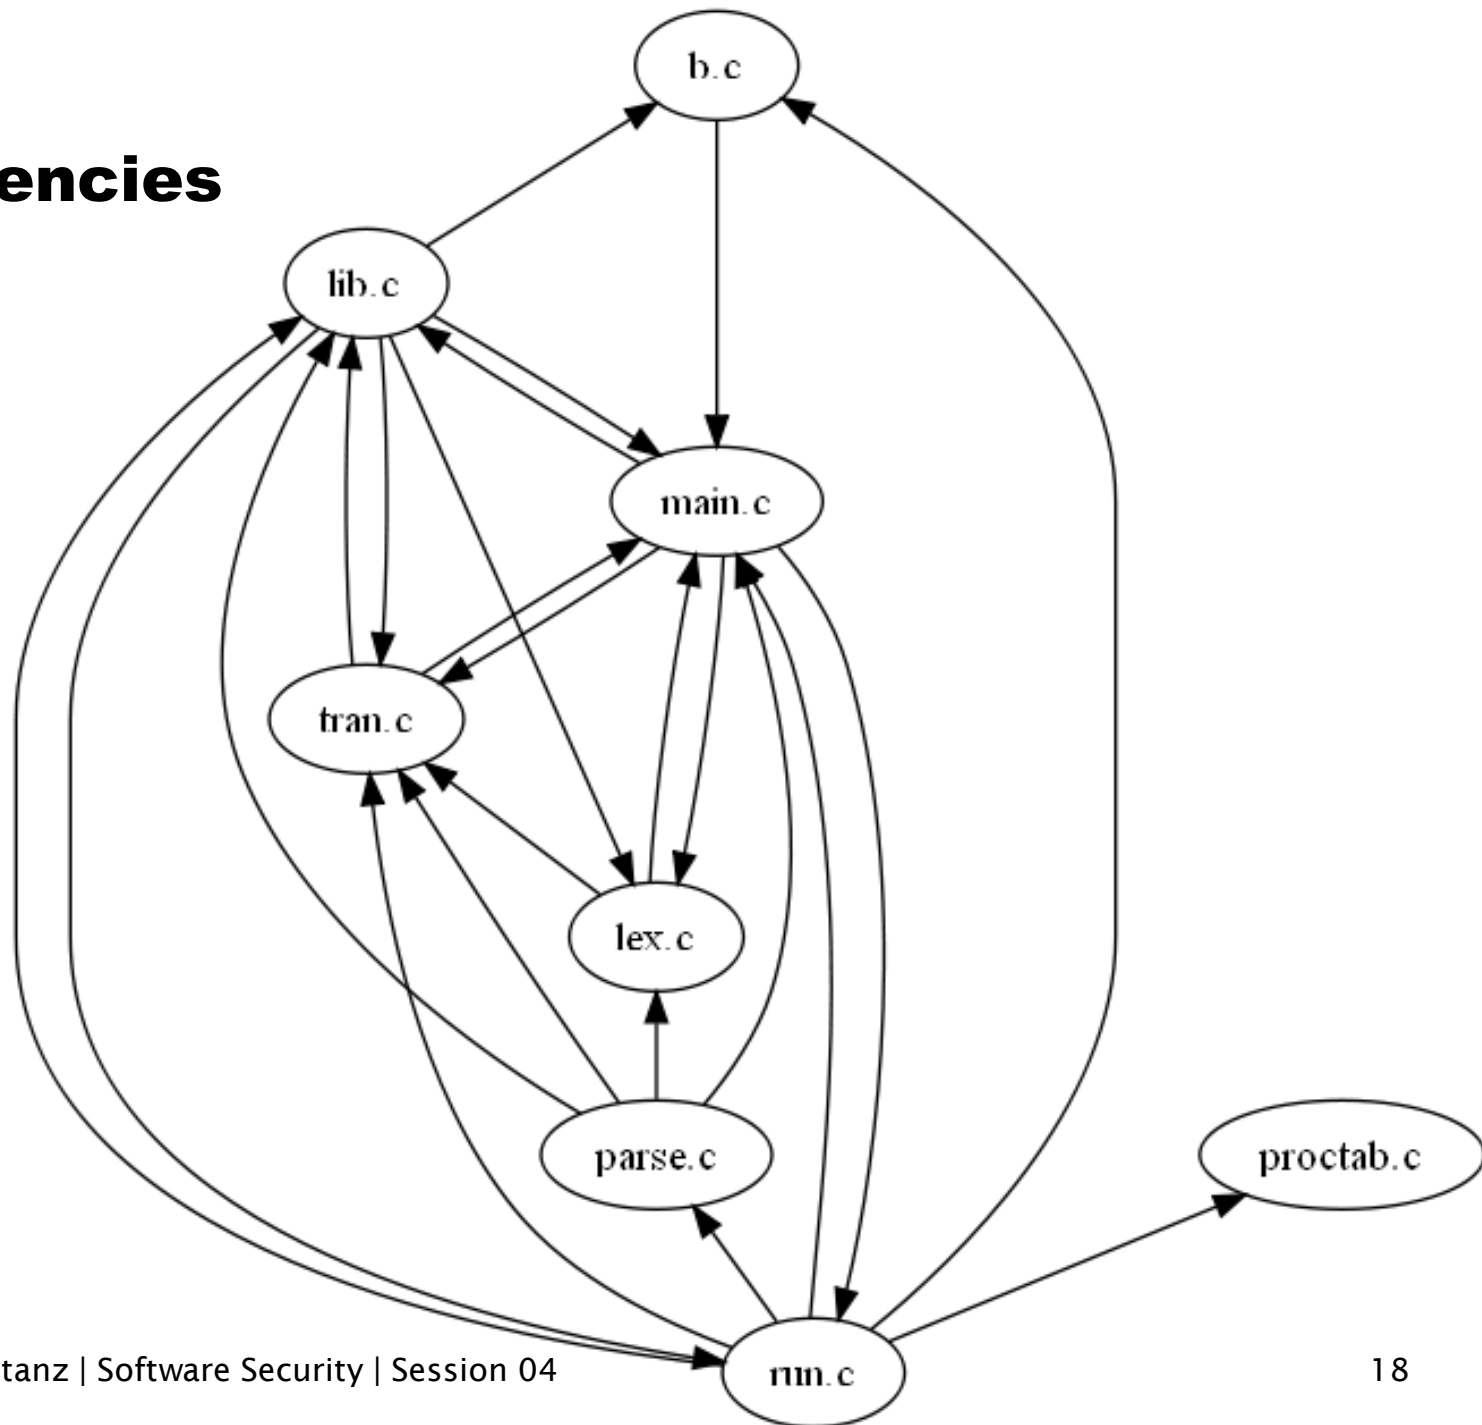 b.c
encies
lib.c
main.c
tran.c
lex.c
parse.c
proctab.c
run.c
tanz | Software Security | Session 04
18